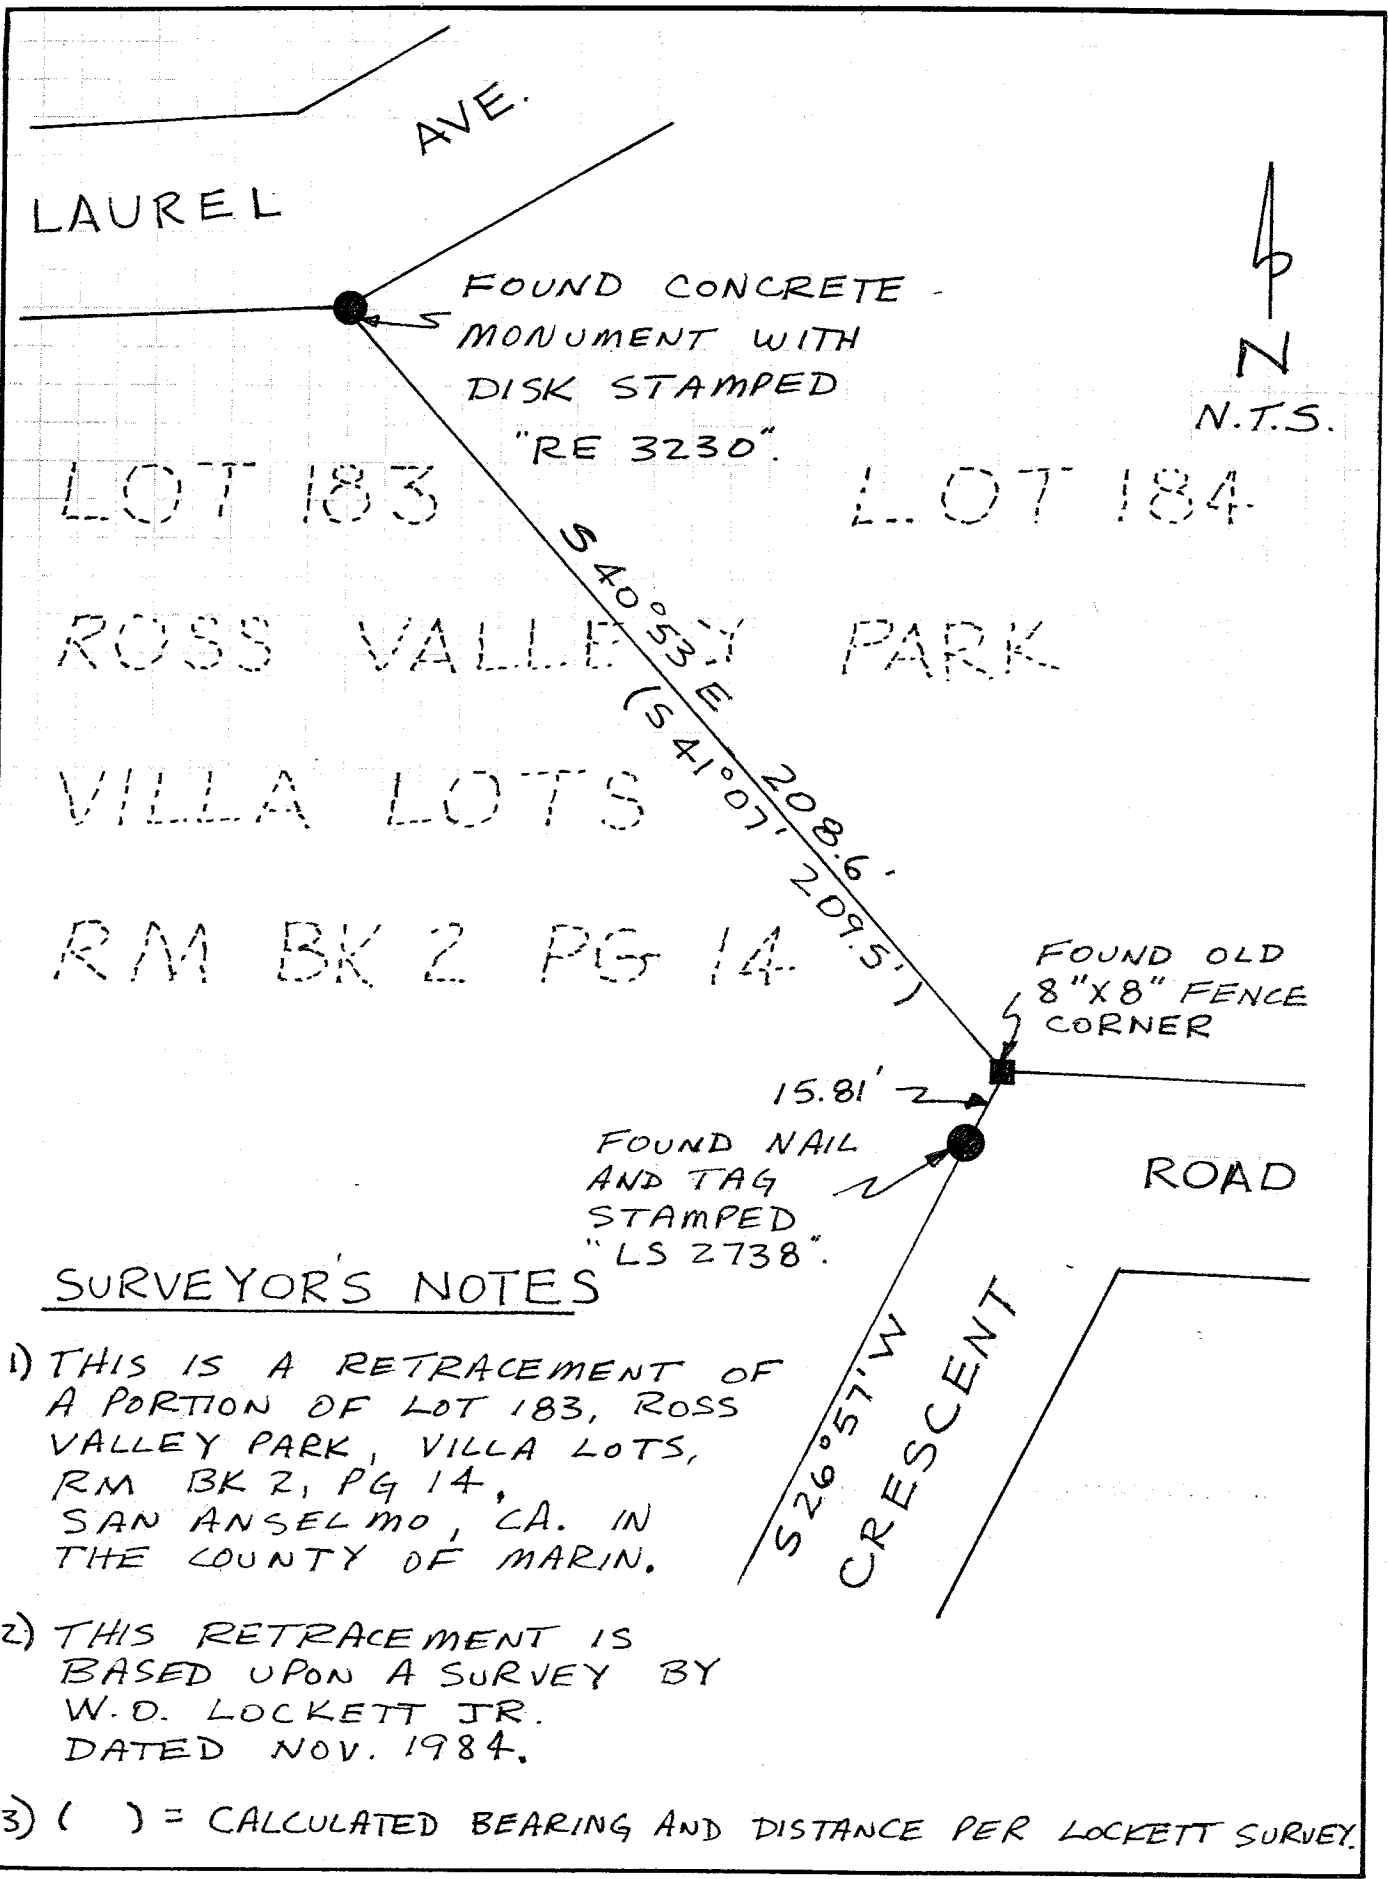 LAUREL AVE.
FOUND CONCRETE
MONUMENT WITH
DISK STAMPED
"RE 3230".
N
N.T.S.
LOT 183
LOT 184
ROSS VALLEY PARK
VILLA LOTS
RM BK 2 PG 14
S 40°53 E 208.6'
(S 41°07' 209.5')
FOUND OLD
8"X8" FENCE
CORNER
15.81'
FOUND NAIL
AND TAG
STAMPED
"LS 2738".
ROAD
S 26°57'W
CRESCENT
SURVEYOR'S NOTES
1) THIS IS A RETRACEMENT OF
A PORTION OF LOT 183, ROSS
VALLEY PARK, VILLA LOTS,
RM BK 2, PG 14,
SAN ANSELMO, CA. IN
THE COUNTY OF MARIN.
2) THIS RETRACEMENT IS
BASED UPON A SURVEY BY
W.O. LOCKETT JR.
DATED NOV. 1984.
3) ( ) = CALCULATED BEARING AND DISTANCE PER LOCKETT SURVEY.